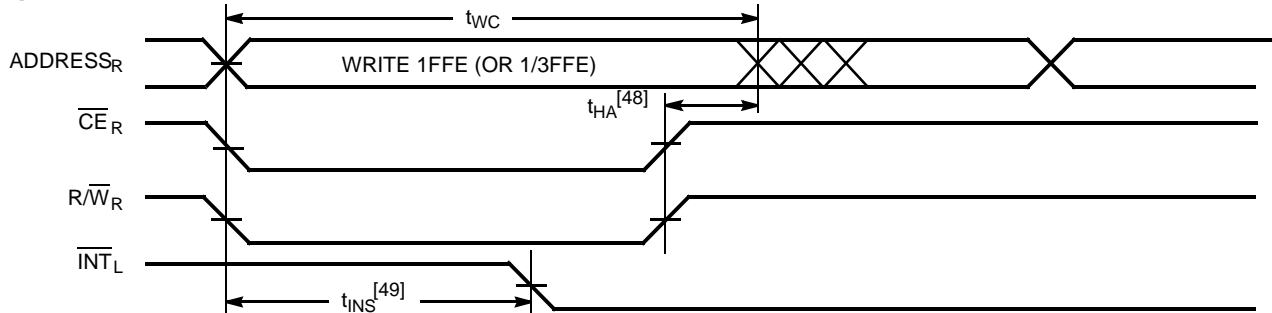 tWC
ADDRESSR
WRITE 1FFE (OR 1/3FFE)
tHA[48]
CER
R/WR
INTL
tINS[49]